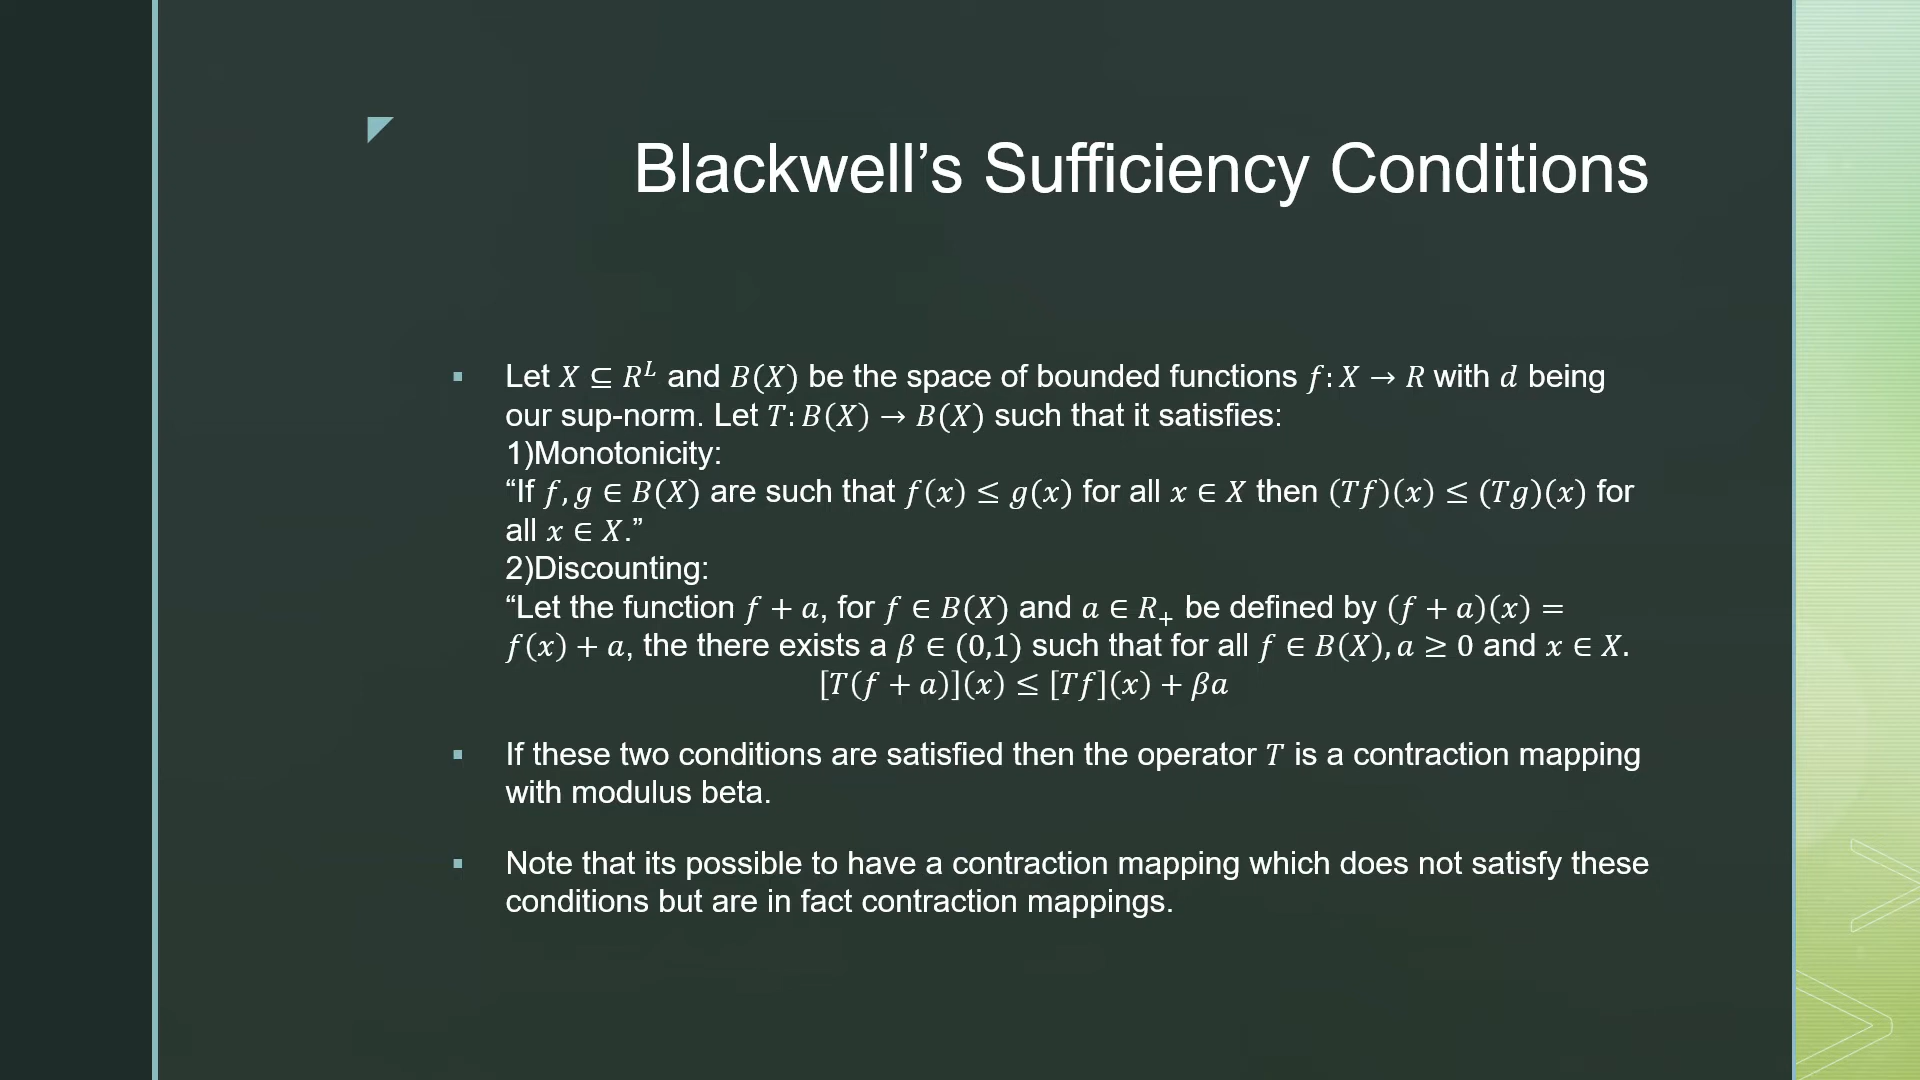 Blackwell’s Sufficiency Conditions
Let X ⊆ R^L and B(X) be the space of bounded functions f: X → R with d being
our sup-norm. Let T: B(X) → B(X) such that it satisfies:
1)Monotonicity:
“If f, g ∈ B(X) are such that f(x) ≤ g(x) for all x ∈ X then (Tf)(x) ≤ (Tg)(x) for
all x ∈ X.”
2)Discounting:
“Let the function f + a, for f ∈ B(X) and a ∈ R₊ be defined by (f + a)(x) =
f(x) + a, the there exists a β ∈ (0,1) such that for all f ∈ B(X), a ≥ 0 and x ∈ X.
[T(f + a)](x) ≤ [Tf](x) + βa
If these two conditions are satisfied then the operator T is a contraction mapping
with modulus beta.
Note that its possible to have a contraction mapping which does not satisfy these
conditions but are in fact contraction mappings.